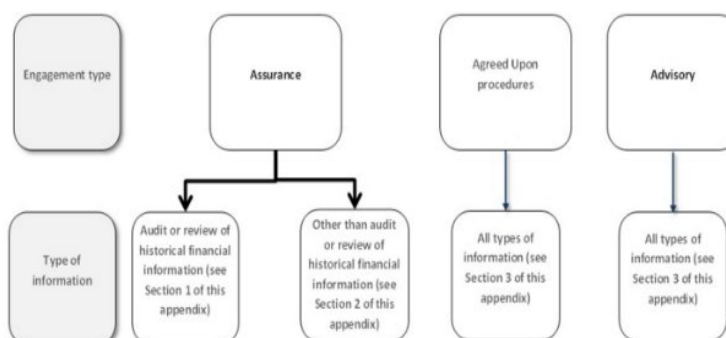 Engagement type
Assurance
Agreed Upon
procedures
Advisory
Type of
information
Audit or review of
historical financial
information (see
Section 1 of this
appendix)
Other than audit
or review of
historical financial
information (see
Section 2 of this
appendix)
All types of
information (see
Section 3 of this
appendix)
All types of
information (see
Section 3 of this
appendix)